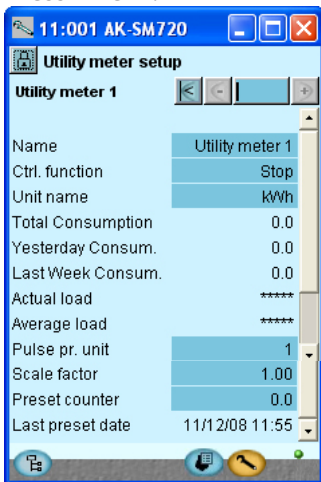 11:001 AK-SM720
Utility meter setup
Utility meter 1
Name Utility meter 1
Ctrl. function Stop
Unit name kWh
Total Consumption 0.0
Yesterday Consum. 0.0
Last Week Consum. 0.0
Actual load *****
Average load *****
Pulse pr. unit 1
Scale factor 1.00
Preset counter 0.0
Last preset date 11/12/08 11:55